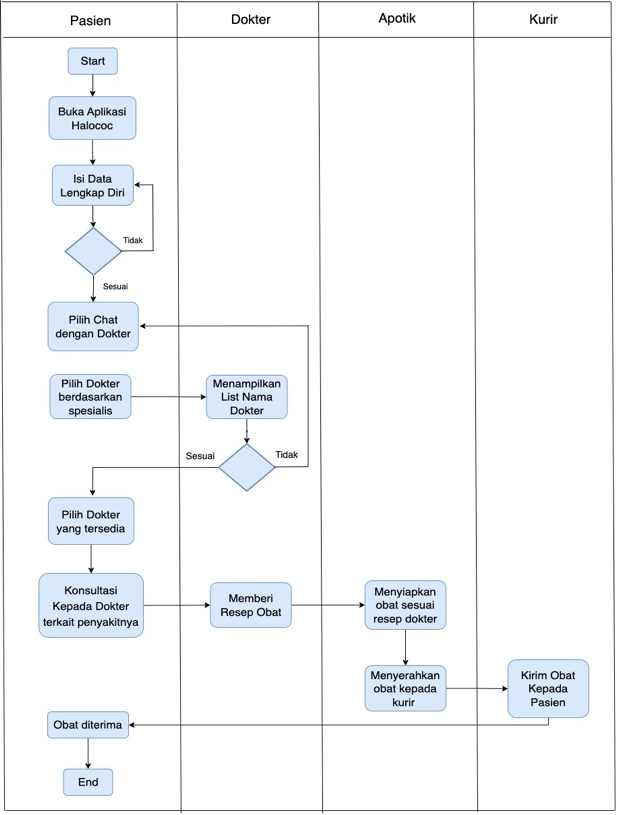 Pasien
Dokter
Apotik
Kurir
Start
Buka Aplikasi
Halococ
Isi Data
Lengkap Diri
Tidak
Sesuai
Pilih Chat
dengan Dokter
Pilih Dokter
berdasarkan
spesialis
Menampilkan
List Nama
Dokter
Sesuai
Tidak
Pilih Dokter
yang tersedia
Konsultasi
Kepada Dokter
terkait penyakitnya
Memberi
Resep Obat
Menyiapkan
obat sesuai
resep dokter
Menyerahkan
obat kepada
kurir
Kirim Obat
Kepada
Pasien
Obat diterima
End